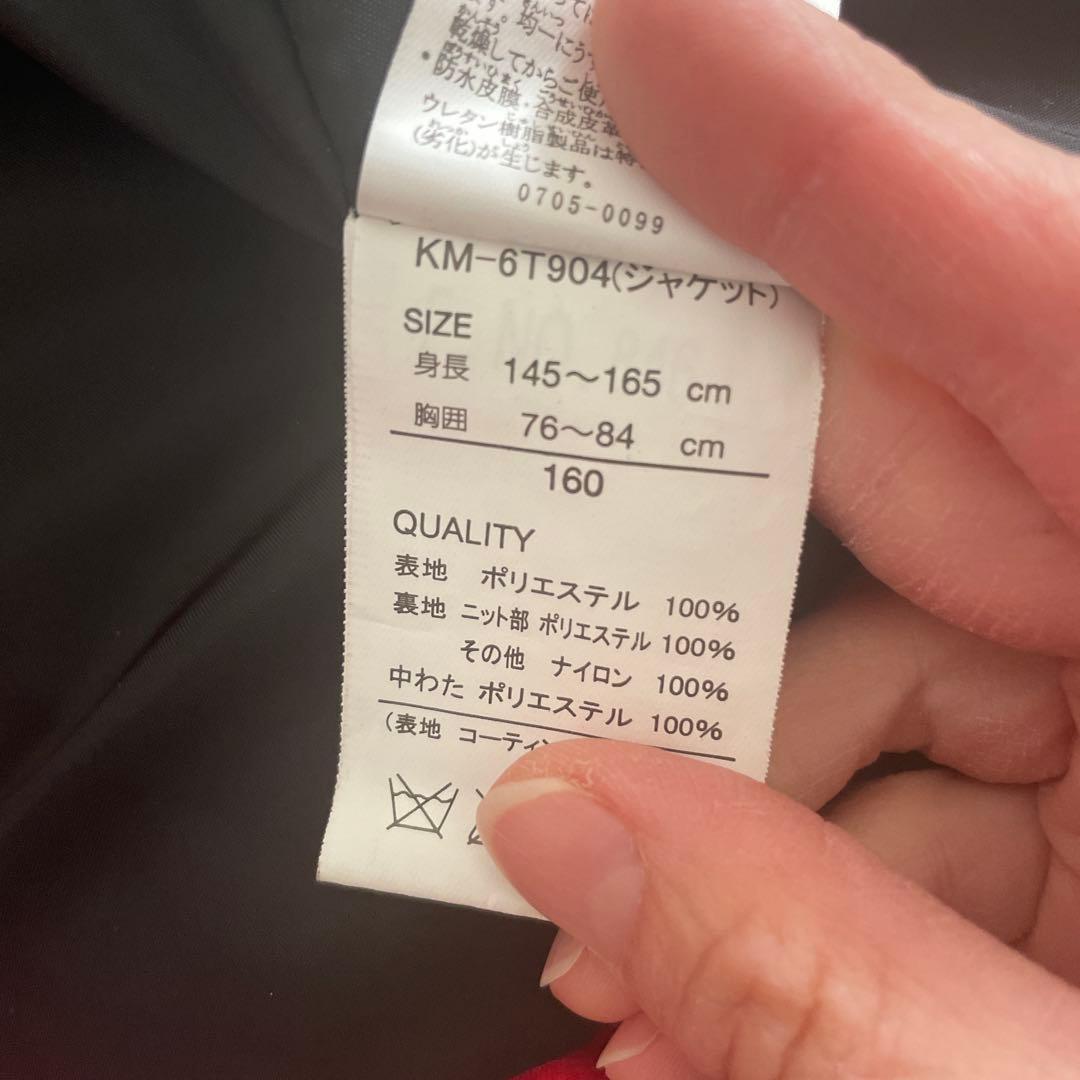 均一にう
乾燥してからご使
・防水皮膜・合成皮革
ウレタン樹脂製品は特
(劣化)が生じます。
0705-0099
KM-6T904(ジャケット)
SIZE
身長 145～165 cm
胸囲 76～84 cm
160
QUALITY
表地 ポリエステル 100%
裏地 ニット部 ポリエステル 100%
その他 ナイロン 100%
中わた ポリエステル 100%
(表地 コーティ